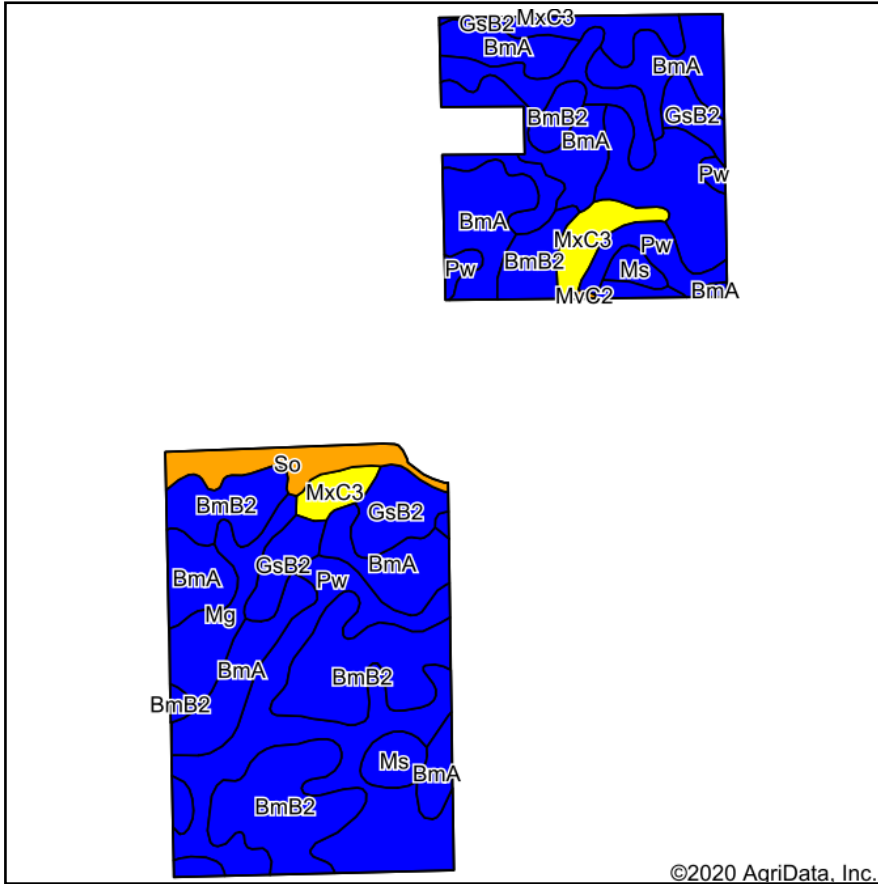 GsB2
MxC3
BmA
BmA
BmB2
GsB2
BmA
Pw
BmA
MxC3
Pw
Pw
BmB2
Ms
BmA
MvC2
So
MxC3
BmB2
GsB2
GsB2
BmA
BmA
Pw
Mg
BmA
BmB2
BmB2
Ms
BmA
BmB2
©2020 AgriData, Inc.